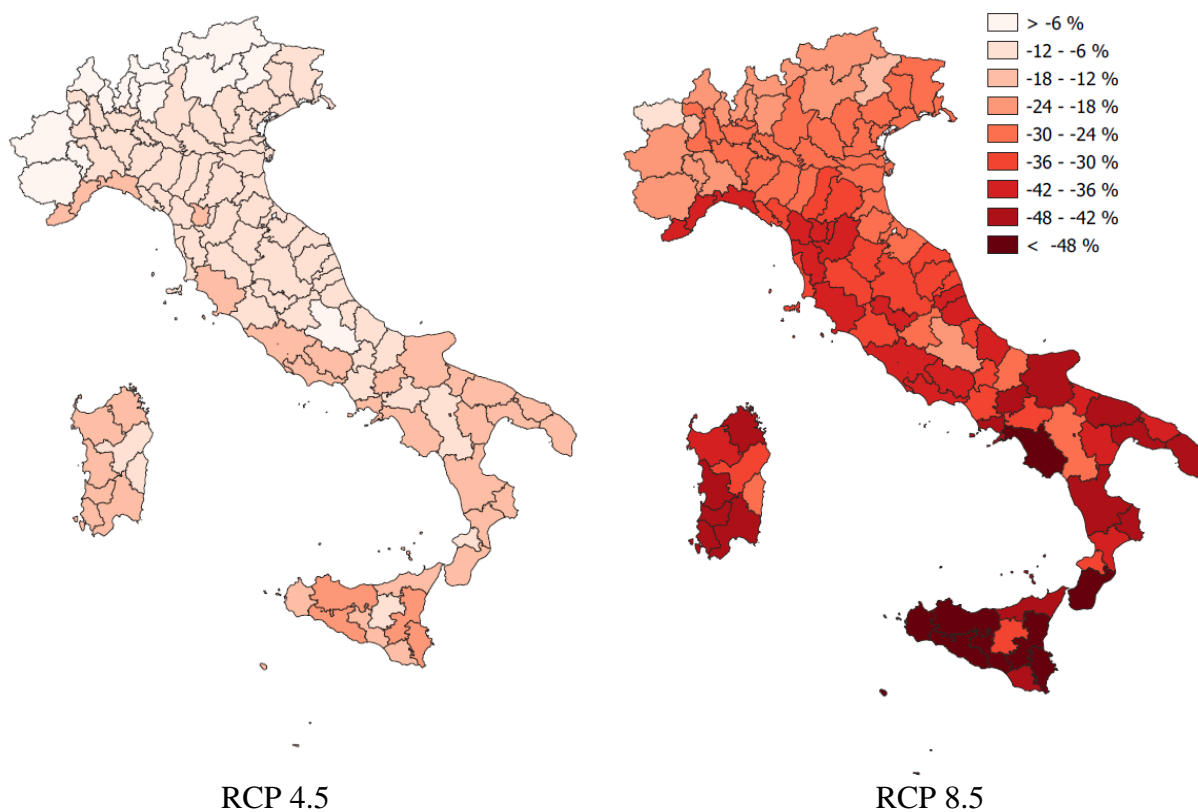 > -6 %
-12 - -6 %
-18 - -12 %
-24 - -18 %
-30 - -24 %
-36 - -30 %
-42 - -36 %
-48 - -42 %
< -48 %
RCP 4.5
RCP 8.5